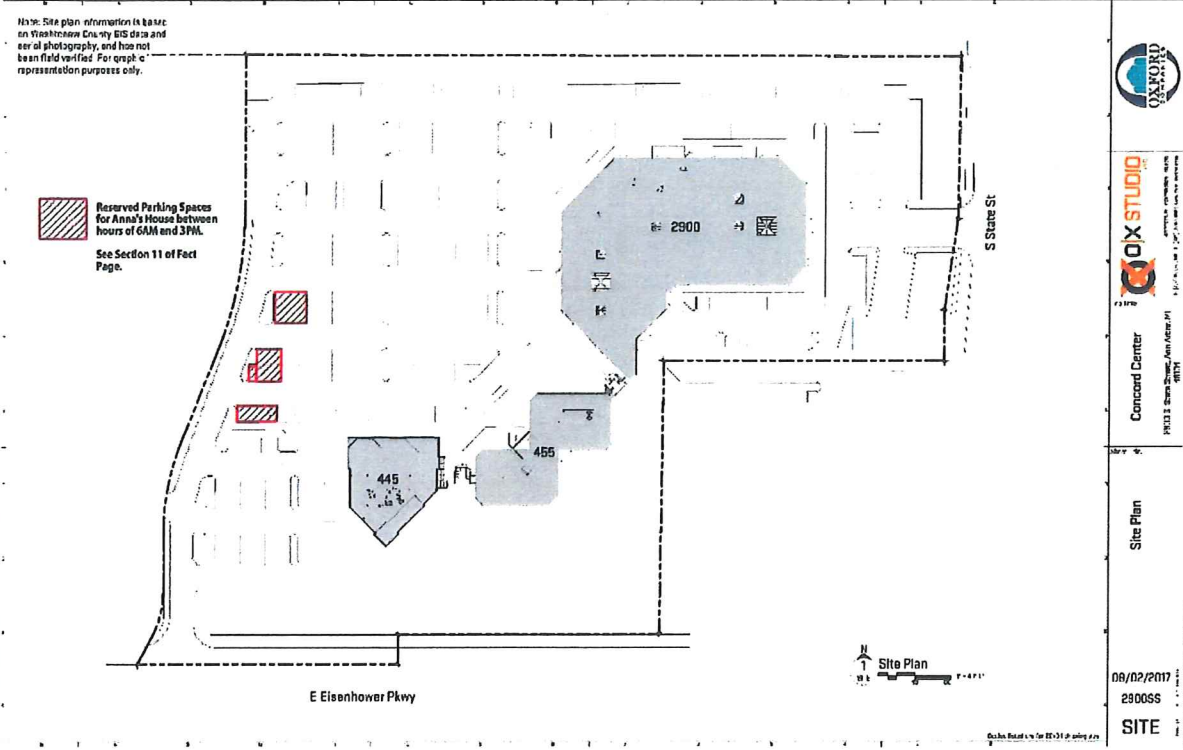 Note: Site plan information is based
on Washtenaw County GIS data and
aerial photography, and has not
been field verified. For graphic
representation purposes only.
Reserved Parking Spaces
for Anna's House between
hours of 6AM and 3PM.
See Section 11 of Fact
Page.
2900
455
445
S State St
E Eisenhower Pkwy
N
1
Site Plan
OXFORD
COMPANIES
O|X STUDIO
Concord Center
Site Plan
08/02/2017
2900SS
SITE